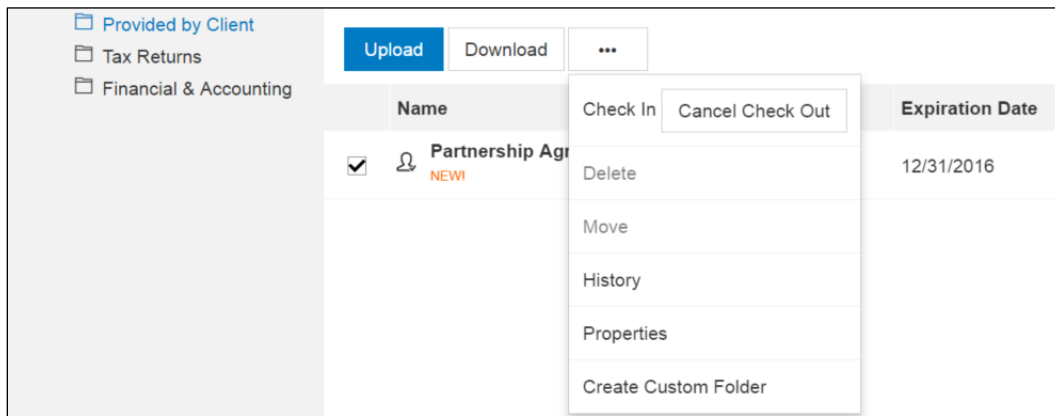 Provided by Client
Tax Returns
Financial & Accounting
Upload
Download
•••
Name
Expiration Date
Check In
Cancel Check Out
Partnership Agr
NEW!
12/31/2016
Delete
Move
History
Properties
Create Custom Folder